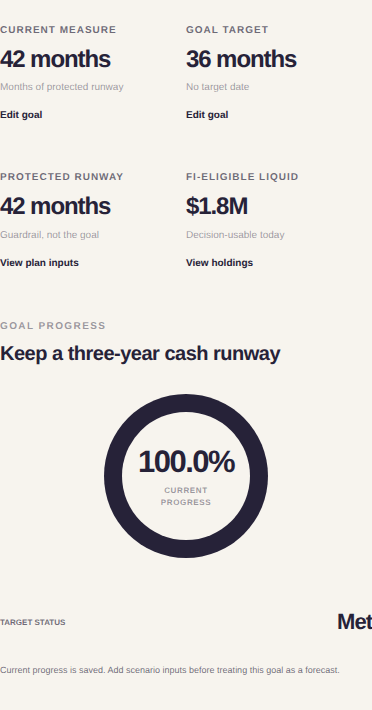 CURRENT MEASURE
42 months
Months of protected runway
Edit goal
GOAL TARGET
36 months
No target date
Edit goal
PROTECTED RUNWAY
42 months
Guardrail, not the goal
View plan inputs
FI-ELIGIBLE LIQUID
$1.8M
Decision-usable today
View holdings
GOAL PROGRESS
Keep a three-year cash runway
100.0%
CURRENT
PROGRESS
TARGET STATUS
Met
Current progress is saved. Add scenario inputs before treating this goal as a forecast.